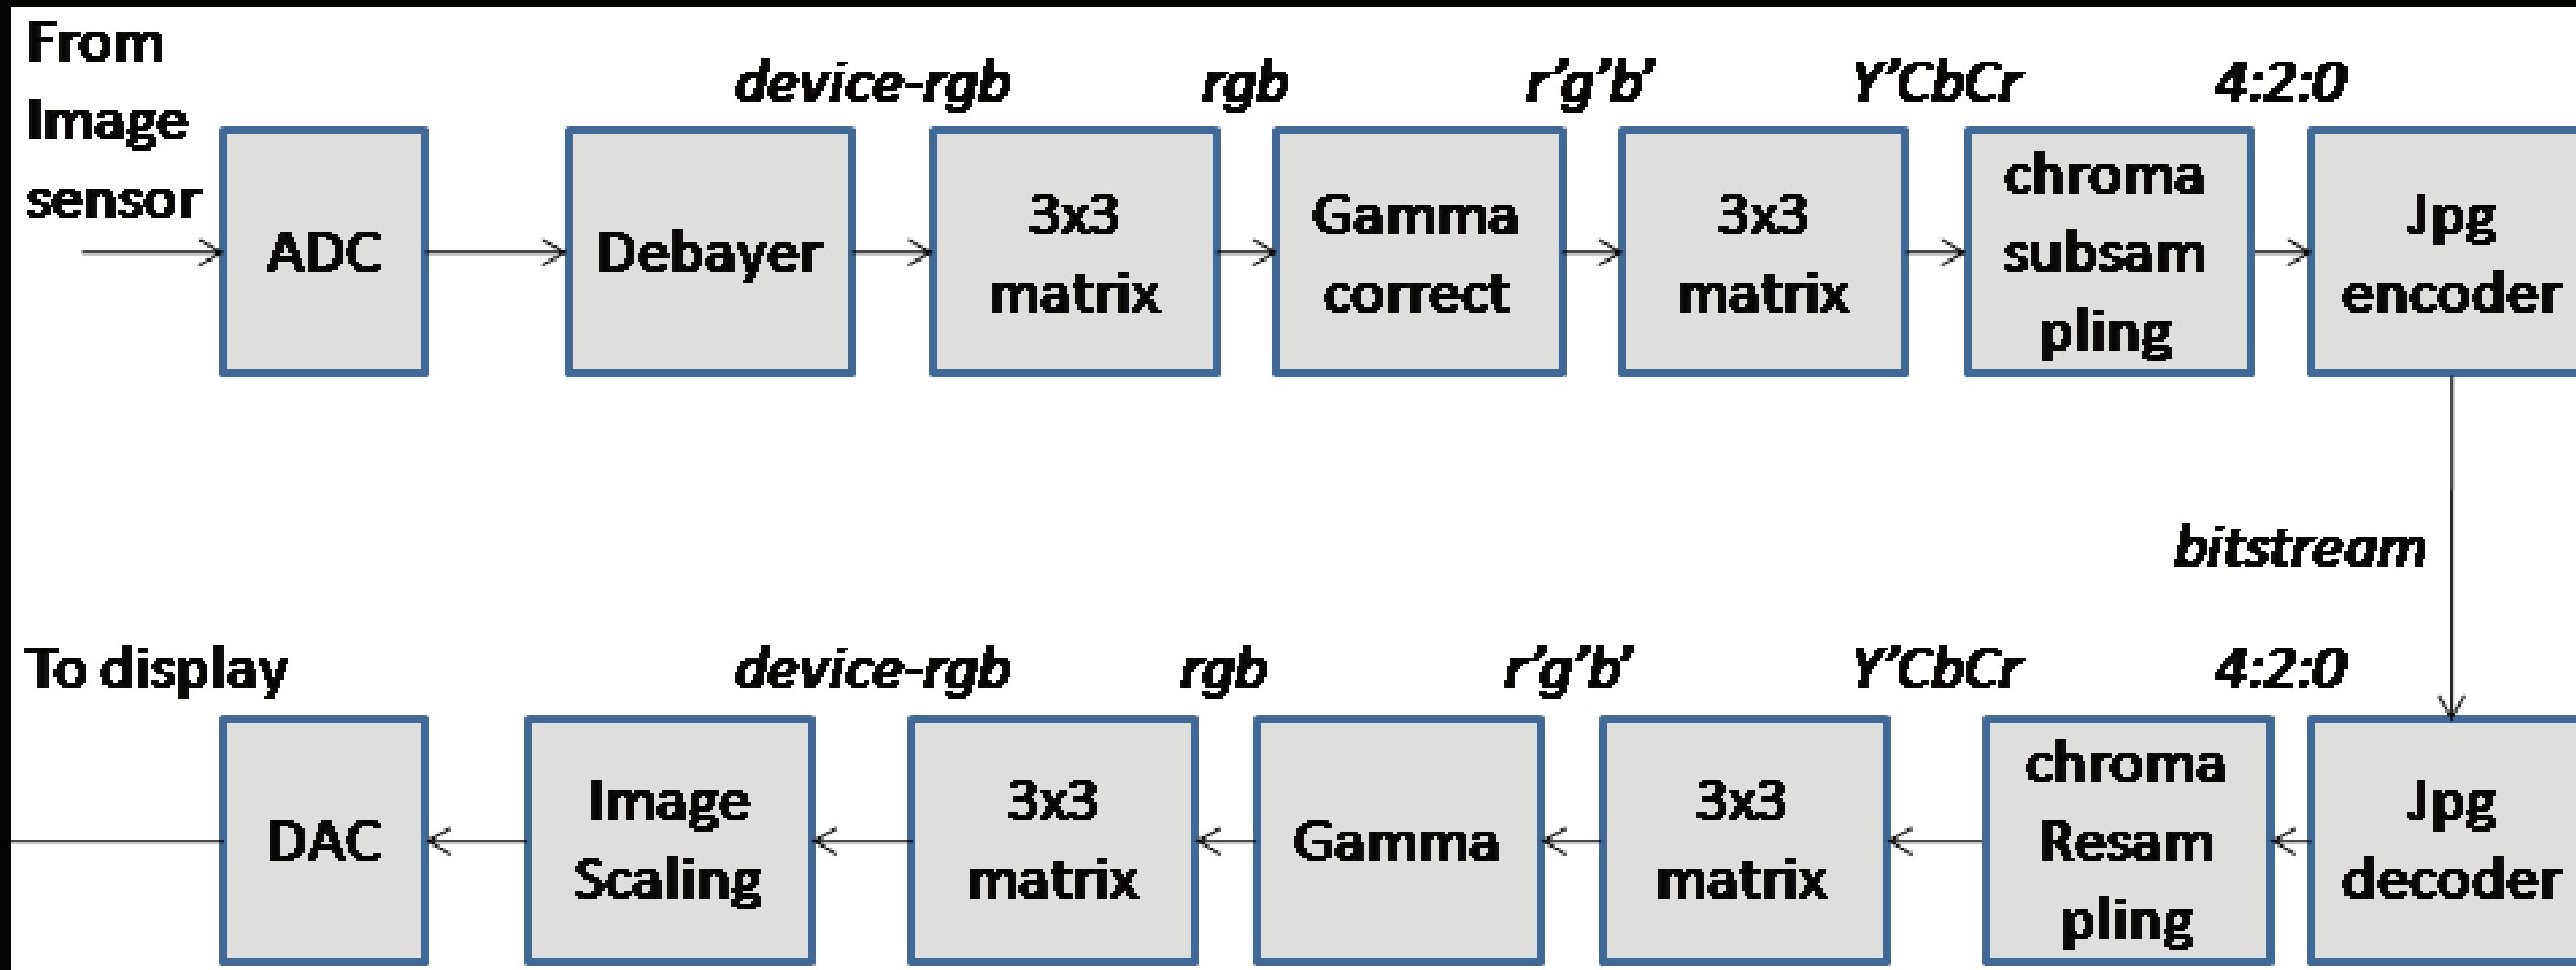 From
Image
sensor
device-rgb
rgb
r’g’b’
Y’CbCr
4:2:0
ADC
Debayer
3x3
matrix
Gamma
correct
3x3
matrix
chroma
subsam
pling
Jpg
encoder
bitstream
To display
device-rgb
rgb
r’g’b’
Y’CbCr
4:2:0
DAC
Image
Scaling
3x3
matrix
Gamma
3x3
matrix
chroma
Resam
pling
Jpg
decoder